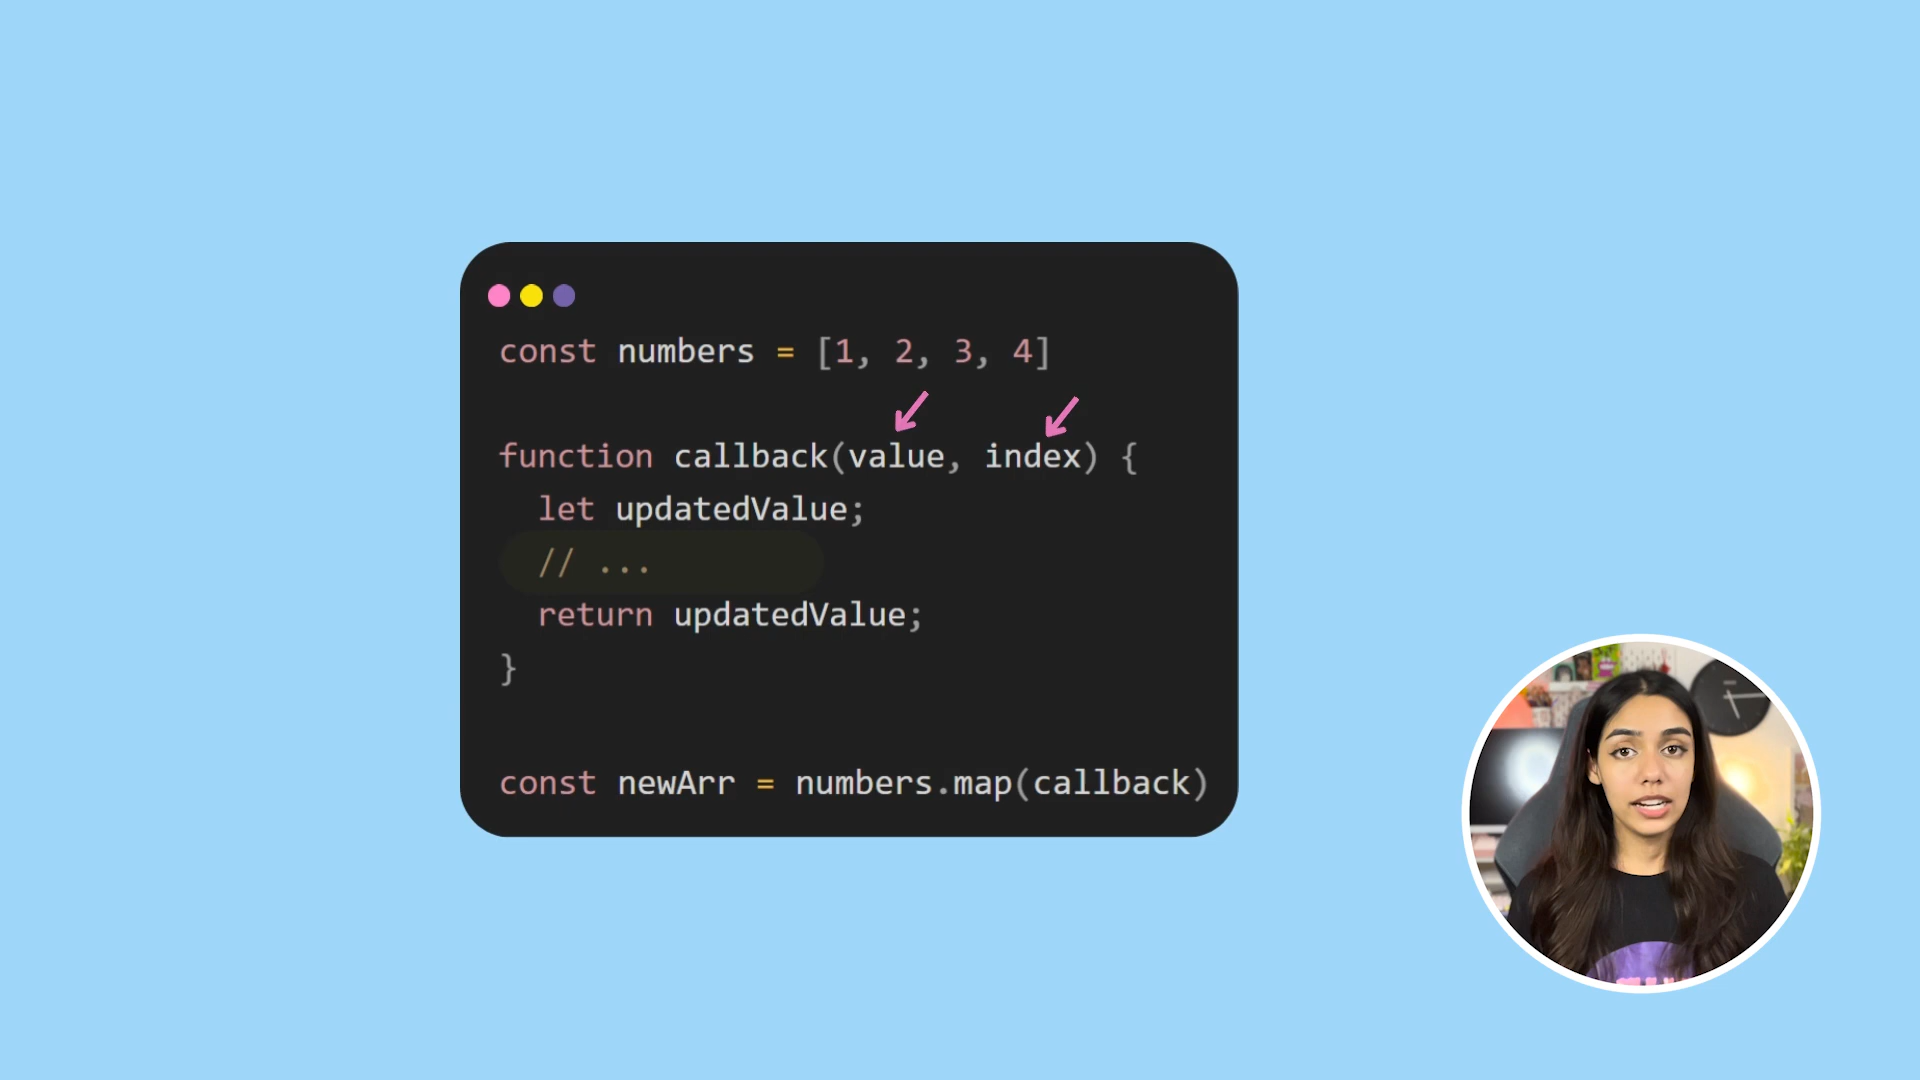 const numbers = [1, 2, 3, 4]
function callback(value, index) {
let updatedValue;
// ...
return updatedValue;
}
const newArr = numbers.map(callback)